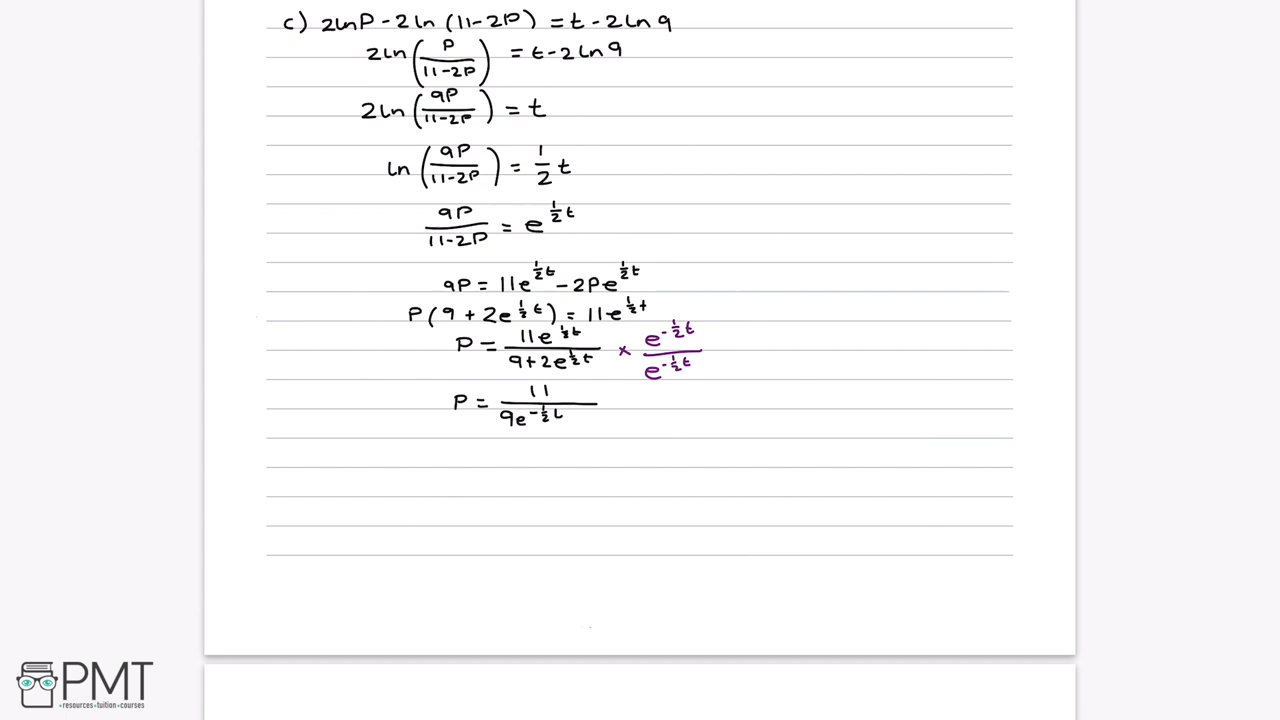 c) 2lnP - 2ln (11-2P) = t - 2ln9
2ln (P/(11-2P)) = t - 2ln9
2ln (9P/(11-2P)) = t
ln (9P/(11-2P)) = 1/2 t
9P/(11-2P) = e^(1/2 t)
9P = 11e^(1/2 t) - 2Pe^(1/2 t)
P(9 + 2e^(1/2 t)) = 11e^(1/2 t)
P = 11e^(1/2 t)/(9+2e^(1/2 t)) × e^(-1/2 t)/e^(-1/2 t)
P = 11/(9e^(-1/2 t))
PMT
•resources•tuition•courses